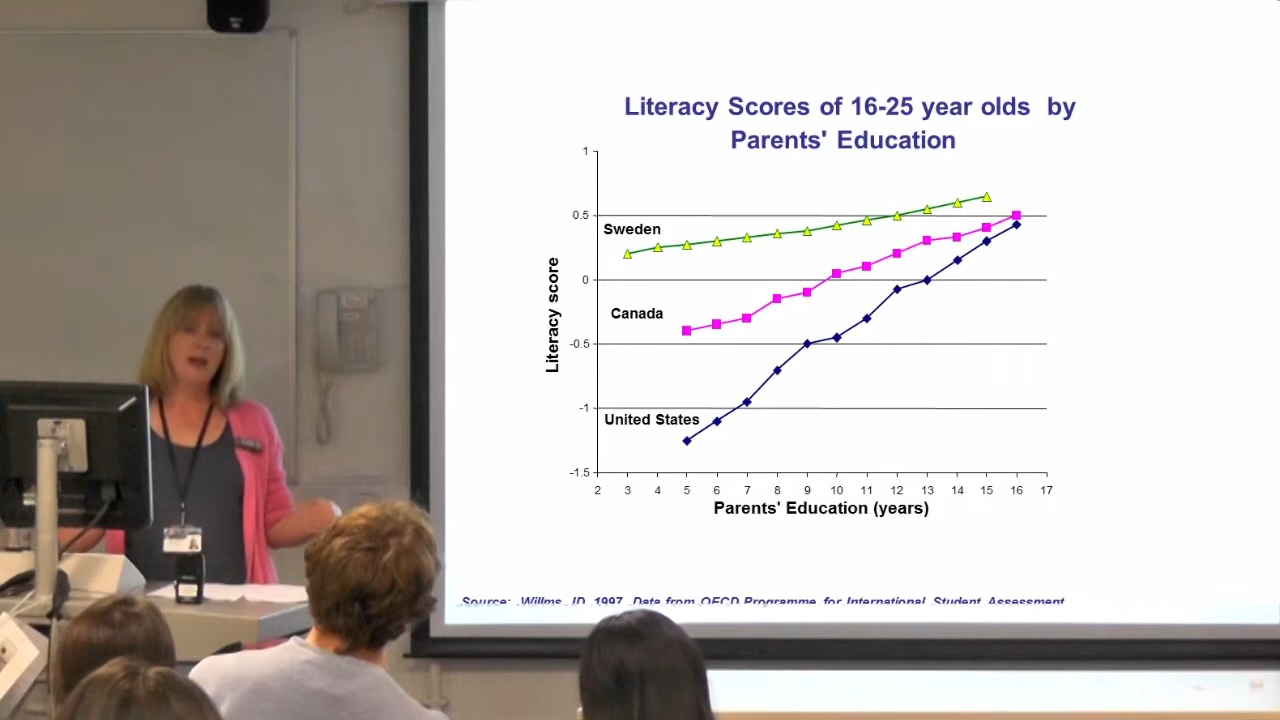 Literacy Scores of 16-25 year olds by
Parents' Education
1
0.5
Sweden
0
Canada
-0.5
-1
United States
-1.5
Literacy score
2 3 4 5 6 7 8 9 10 11 12 13 14 15 16 17
Parents' Education (years)
Source: Willms, JD, 1997, Data from OECD Programme for International Student Assessment